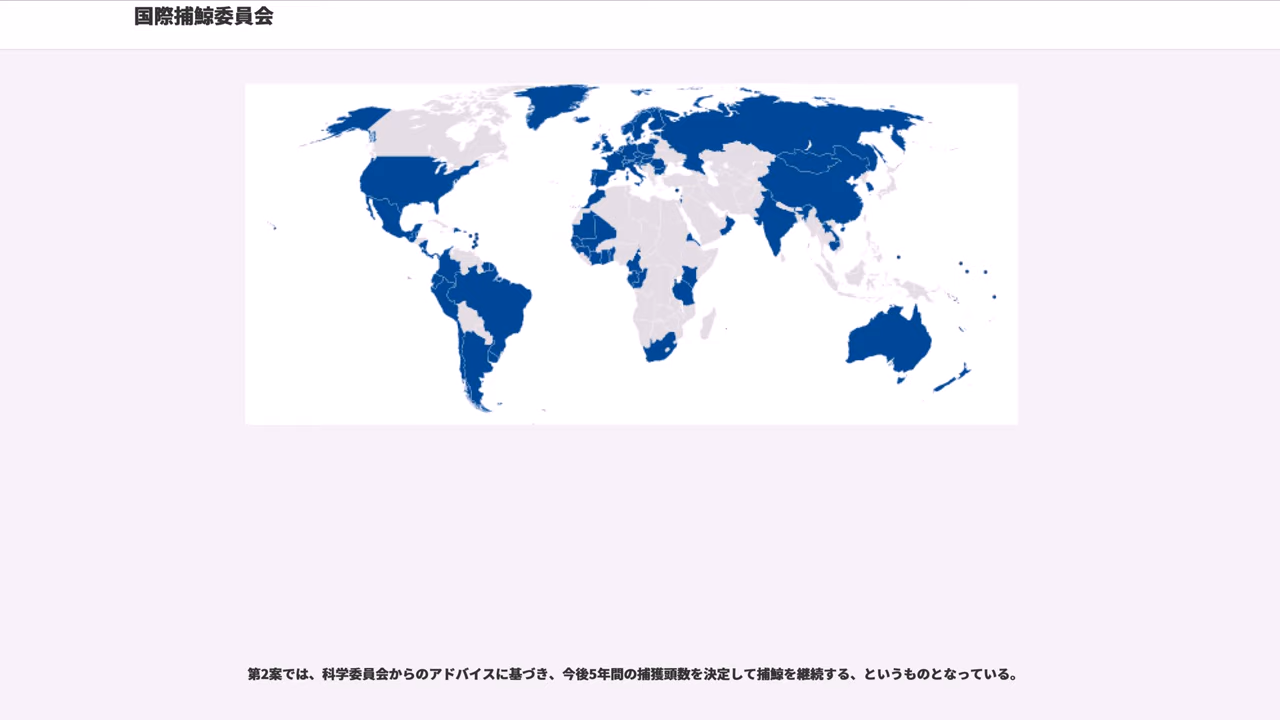 国際捕鯨委員会
第2案では、科学委員会からのアドバイスに基づき、今後5年間の捕獲頭数を決定して捕鯨を継続する、というものとなっている。